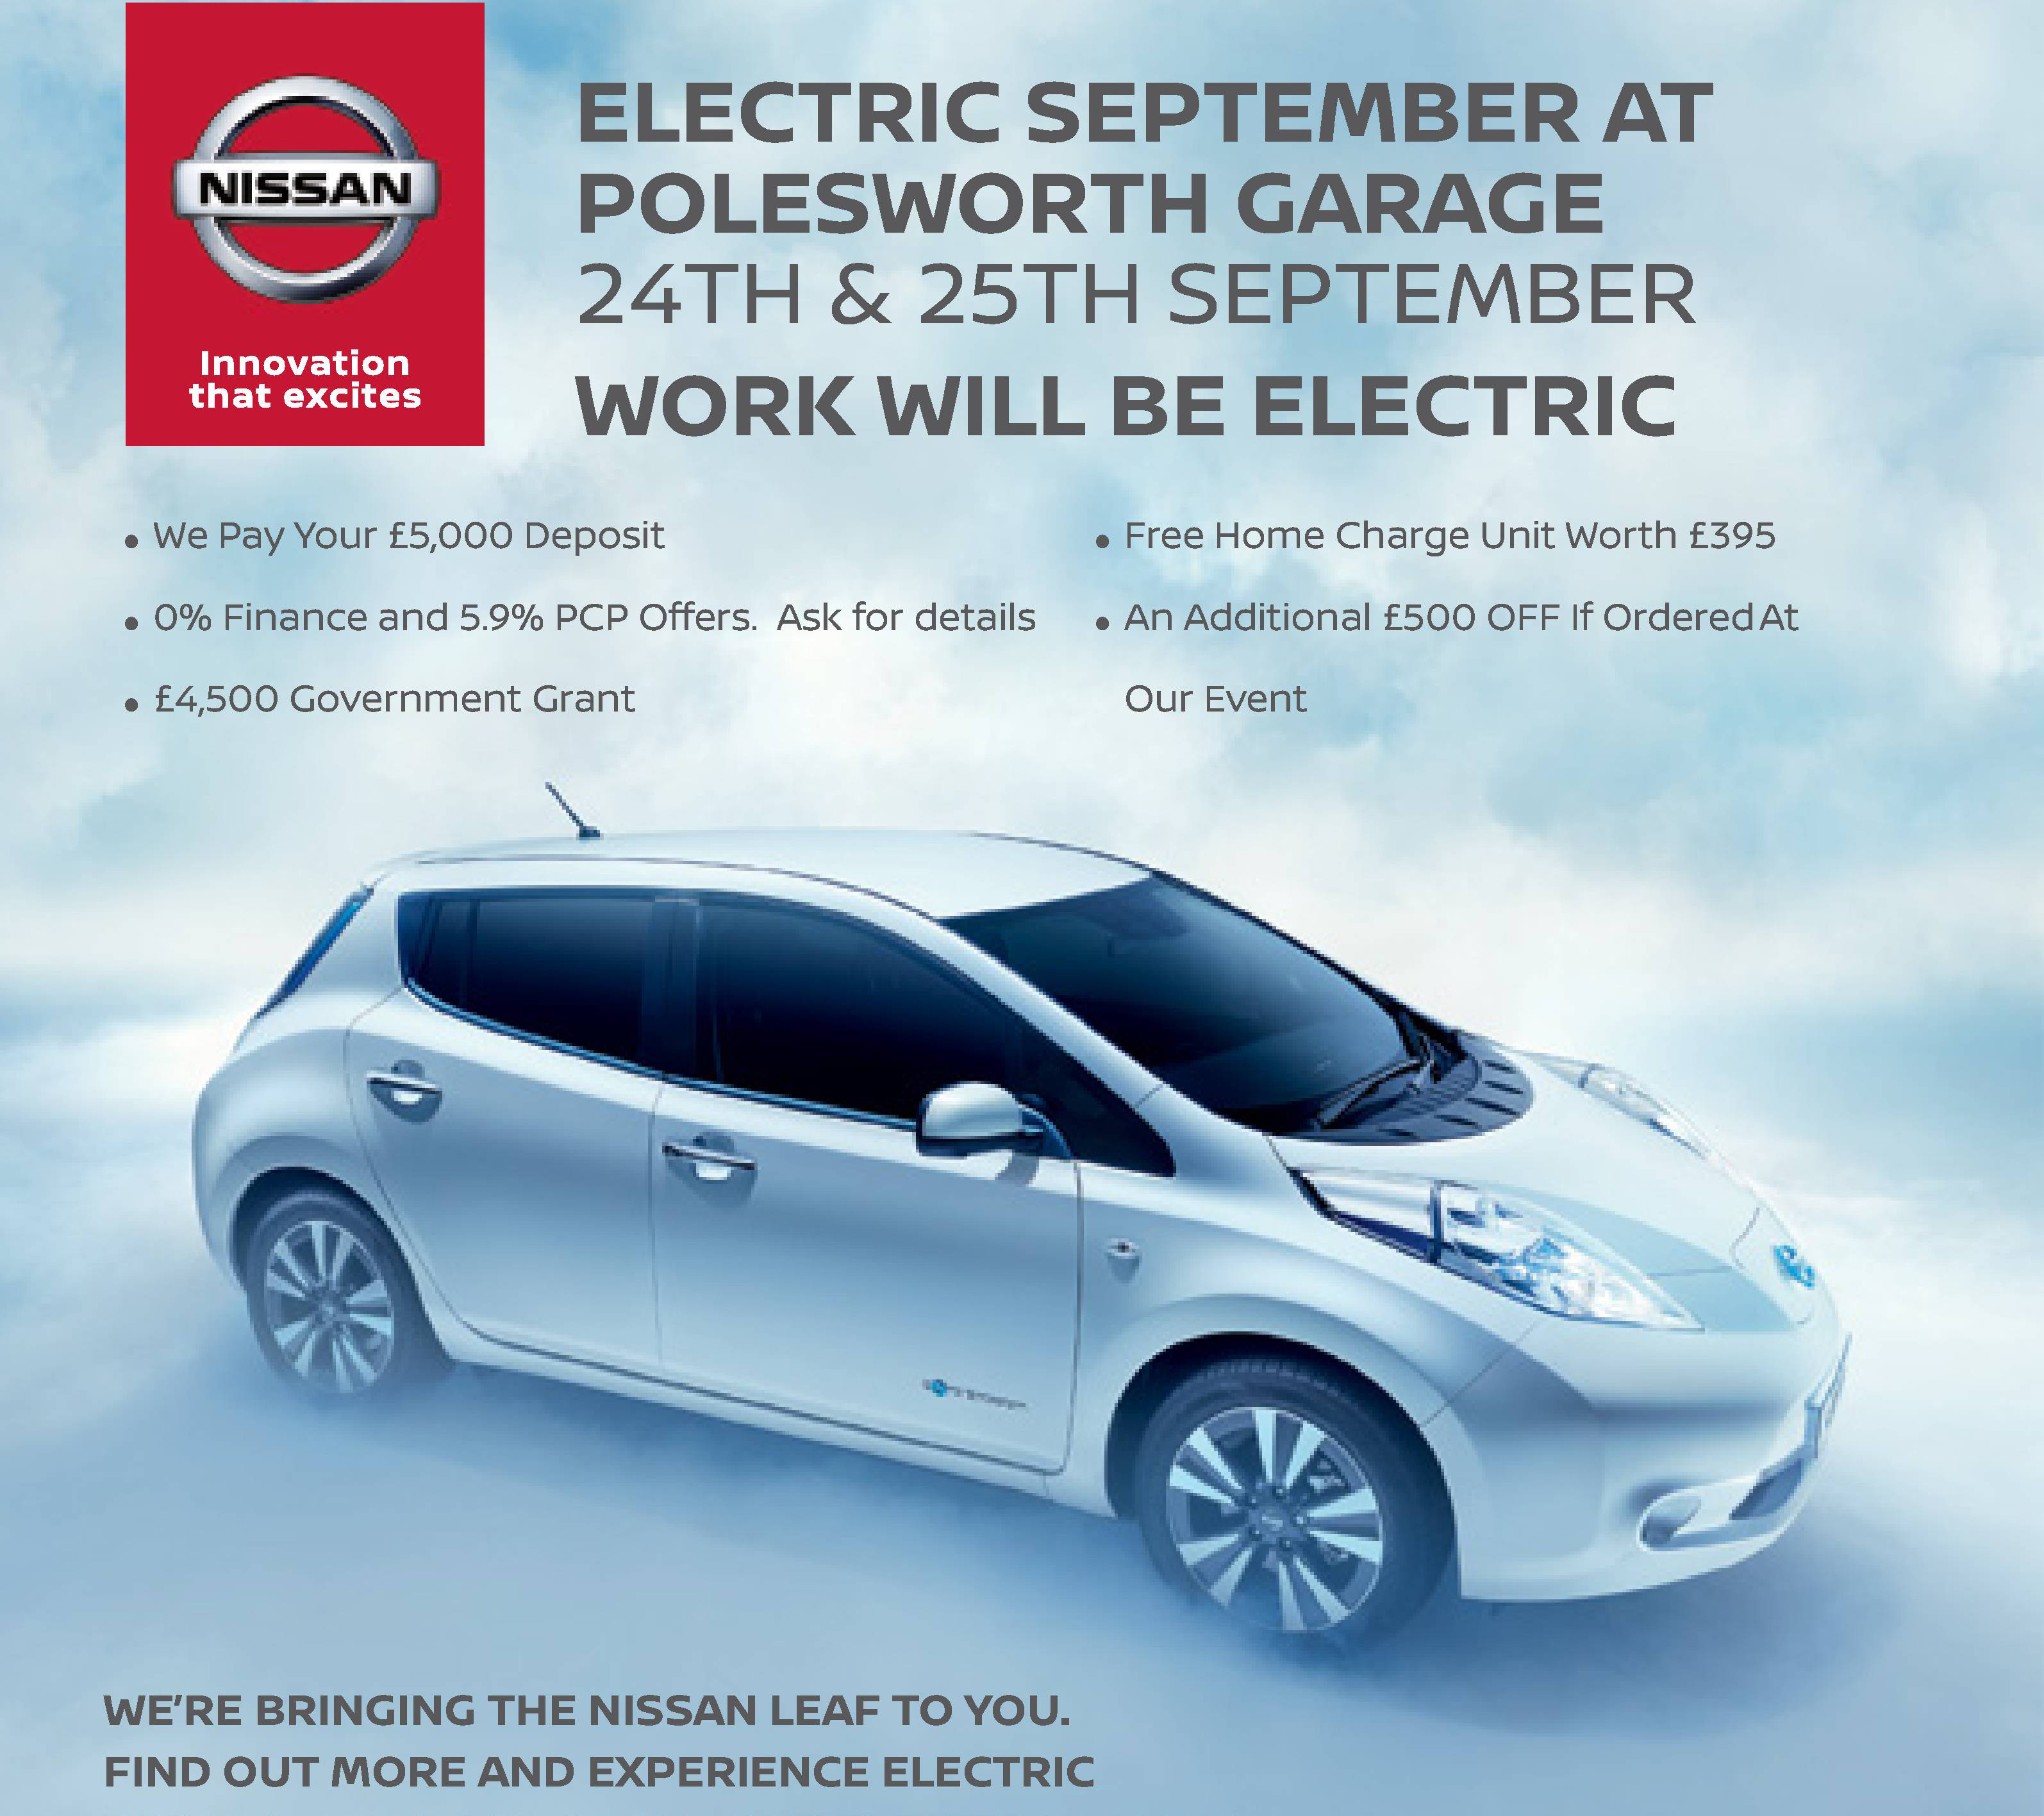 NISSAN
Innovation
that excites
ELECTRIC SEPTEMBER AT
POLESWORTH GARAGE
24TH & 25TH SEPTEMBER
WORK WILL BE ELECTRIC
• We Pay Your £5,000 Deposit
• 0% Finance and 5.9% PCP Offers. Ask for details
• £4,500 Government Grant
• Free Home Charge Unit Worth £395
• An Additional £500 OFF If Ordered At
Our Event
WE'RE BRINGING THE NISSAN LEAF TO YOU.
FIND OUT MORE AND EXPERIENCE ELECTRIC